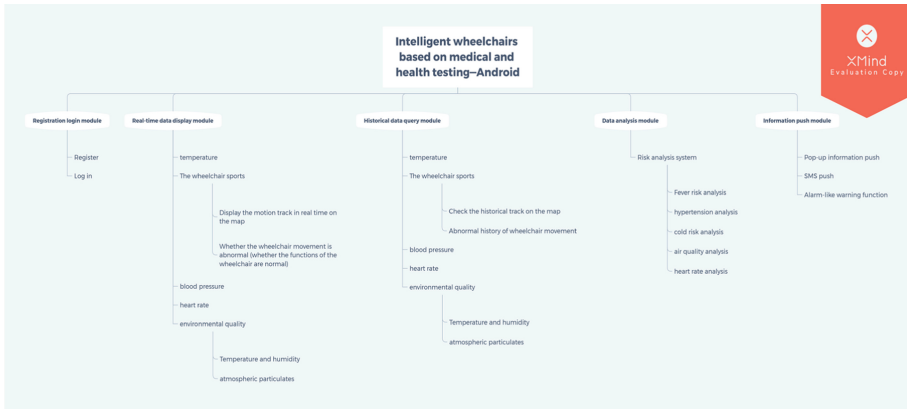 Intelligent wheelchairs
based on medical and
health testing—Android
XMind
Evaluation Copy
Registration login module
Register
Log in
Real-time data display module
temperature
The wheelchair sports
Display the motion track in real time on
the map
Whether the wheelchair movement is
abnormal (whether the functions of the
wheelchair are normal)
blood pressure
heart rate
environmental quality
Temperature and humidity
atmospheric particulates
Historical data query module
temperature
The wheelchair sports
Check the historical track on the map
Abnormal history of wheelchair movement
blood pressure
heart rate
environmental quality
Temperature and humidity
atmospheric particulates
Data analysis module
Risk analysis system
Fever risk analysis
hypertension analysis
cold risk analysis
air quality analysis
heart rate analysis
Information push module
Pop-up information push
SMS push
Alarm-like warning function